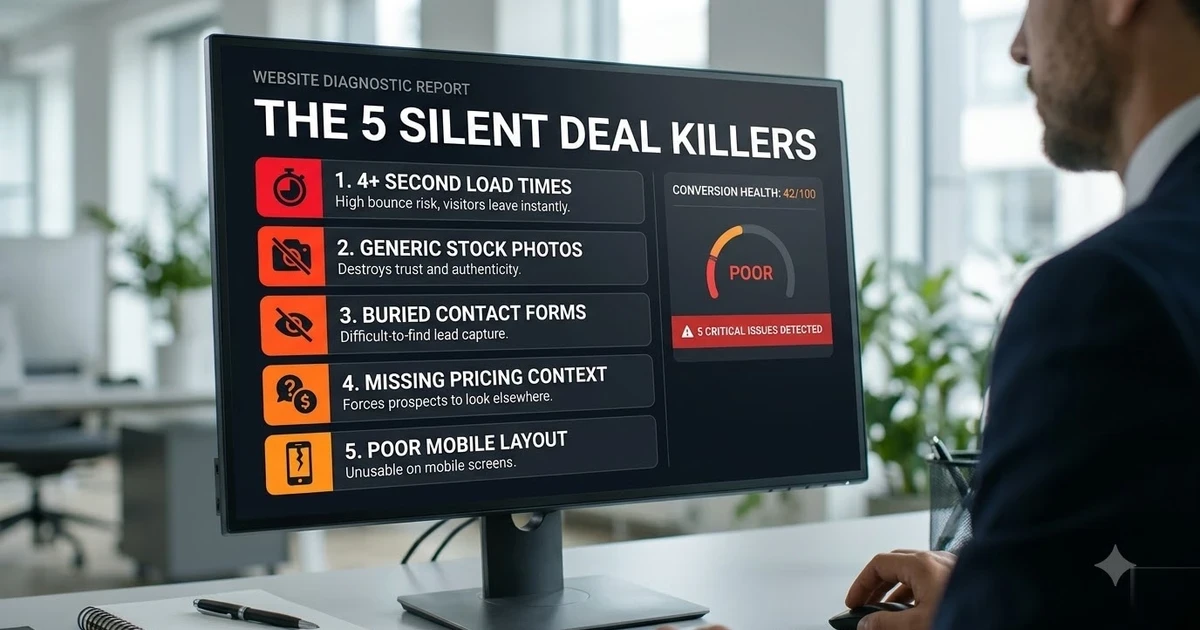 WEBSITE DIAGNOSTIC REPORT
THE 5 SILENT DEAL KILLERS
1. 4+ SECOND LOAD TIMES
High bounce risk, visitors leave instantly.
2. GENERIC STOCK PHOTOS
Destroys trust and authenticity.
3. BURIED CONTACT FORMS
Difficult-to-find lead capture.
4. MISSING PRICING CONTEXT
Forces prospects to look elsewhere.
5. POOR MOBILE LAYOUT
Unusable on mobile screens.
CONVERSION HEALTH: 42/100
POOR
5 CRITICAL ISSUES DETECTED